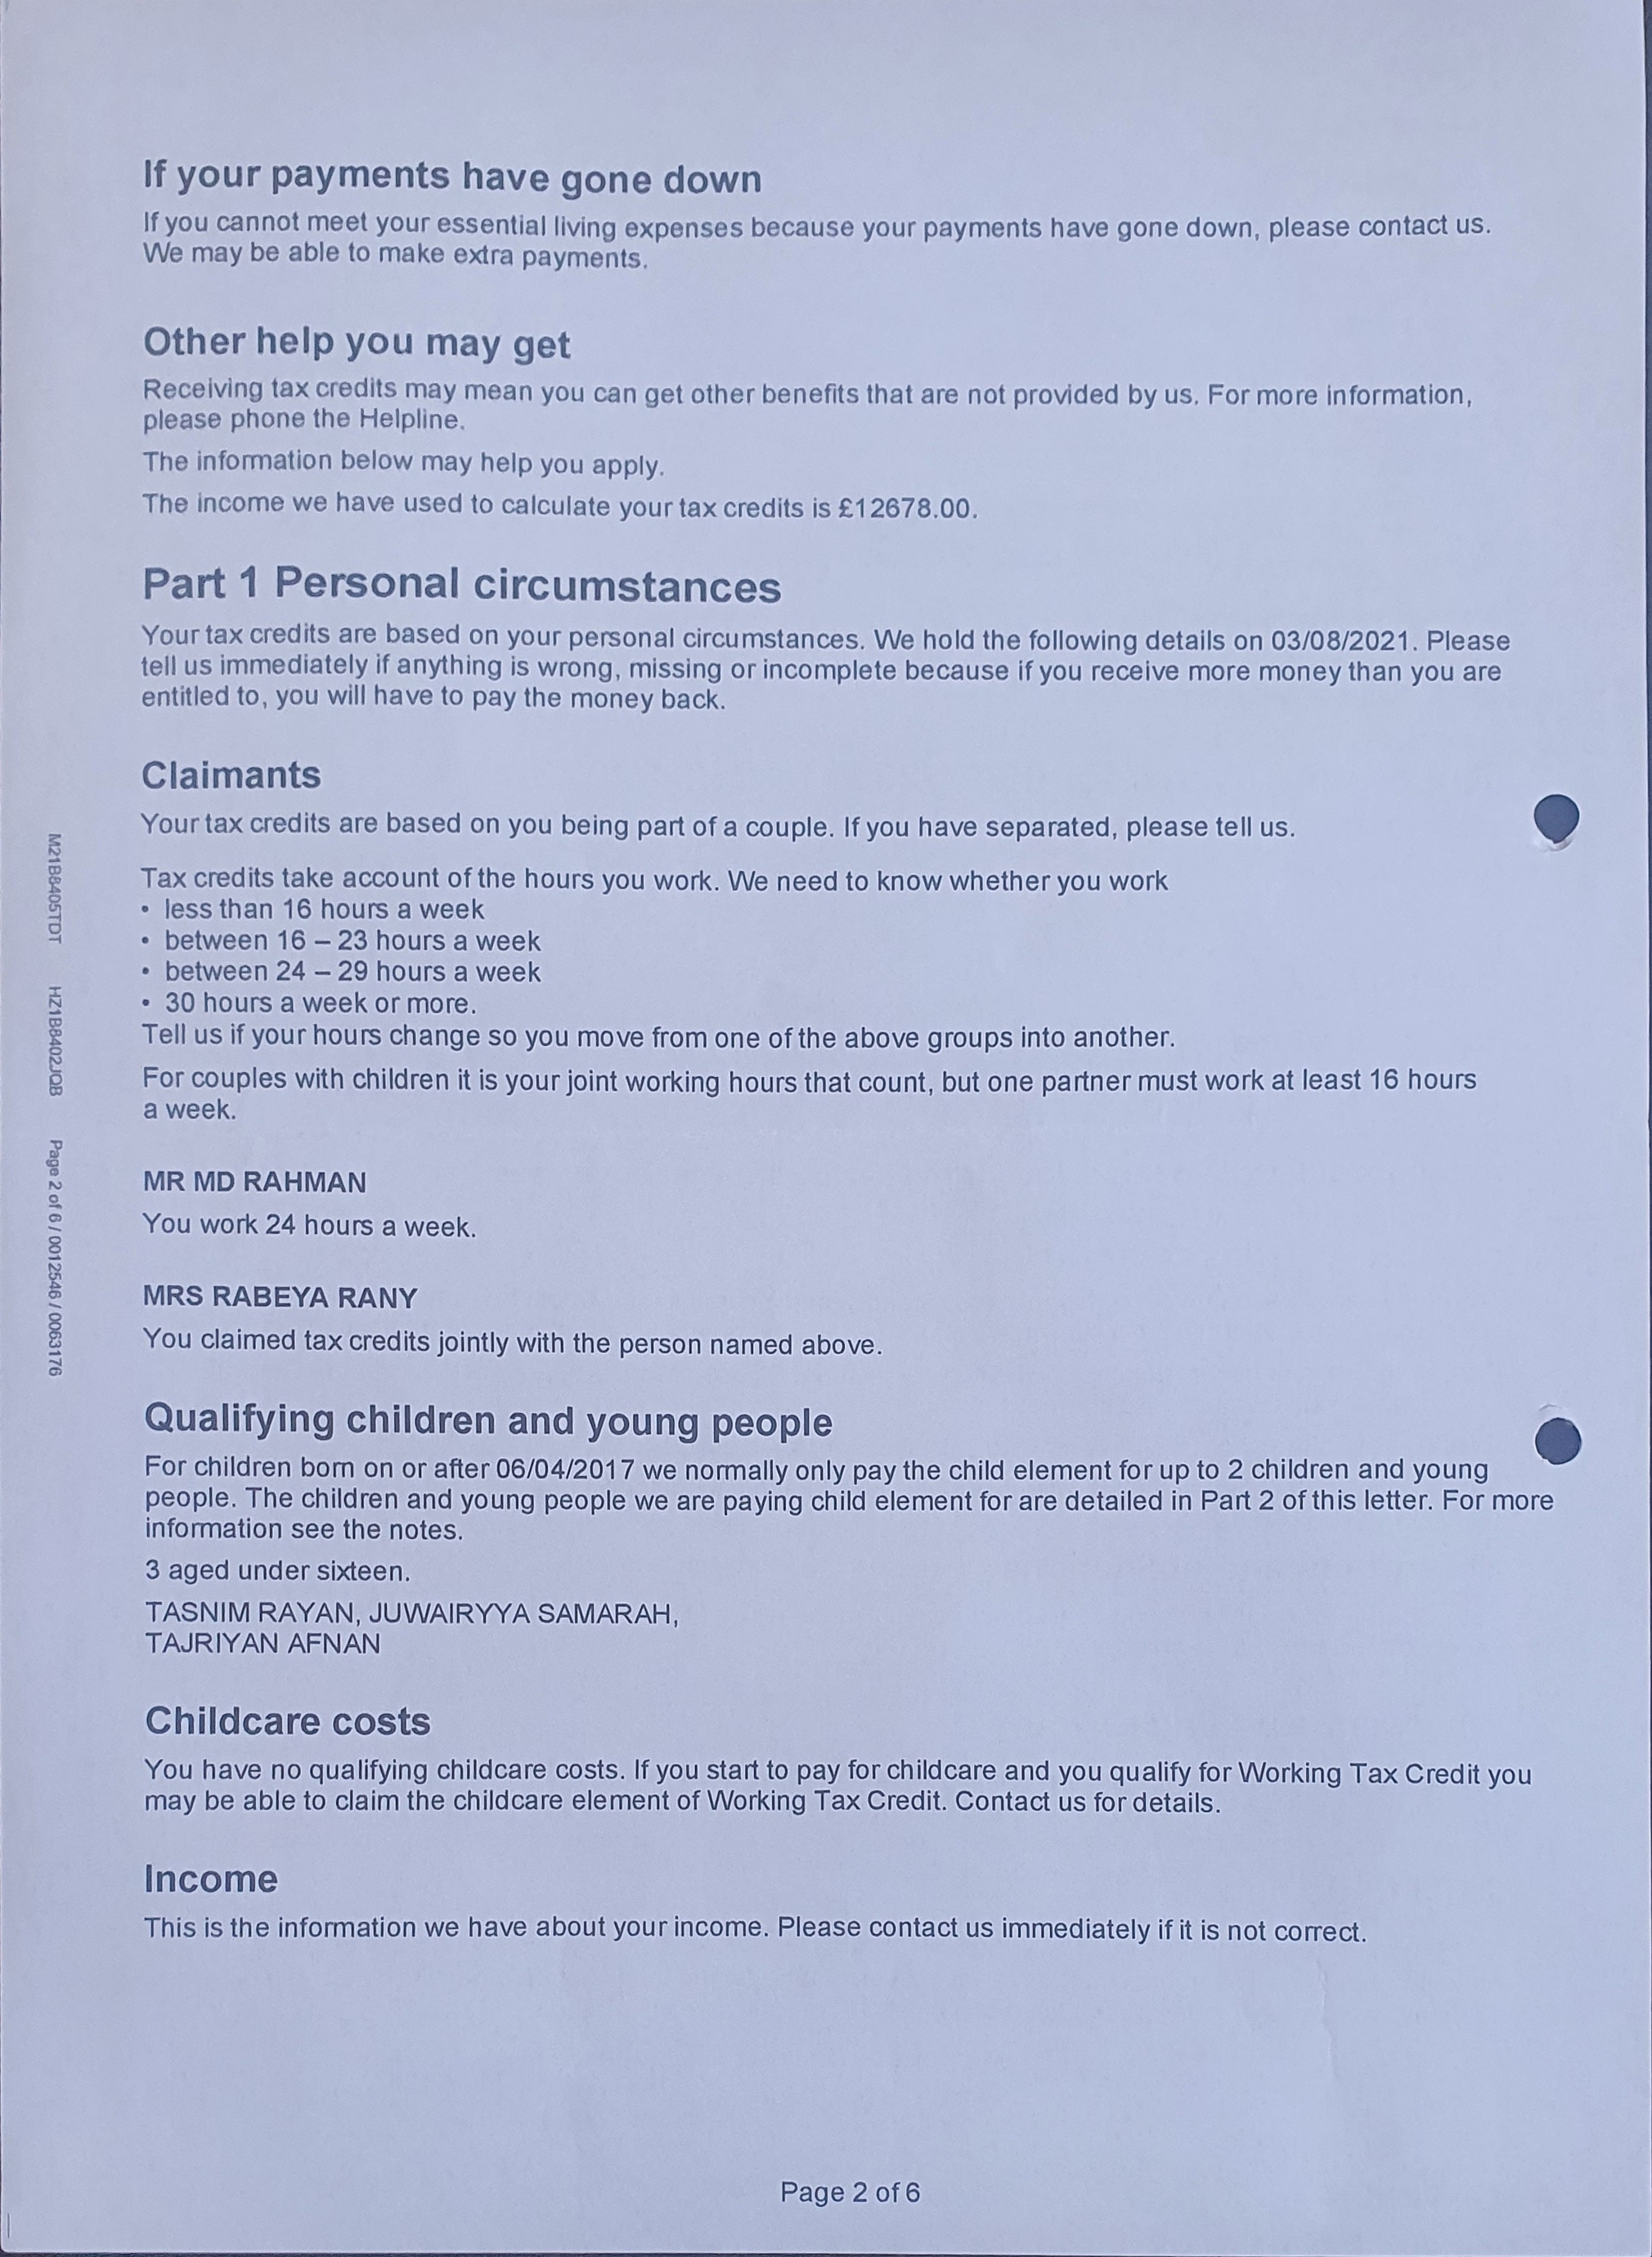 If your payments have gone down
If you cannot meet your essential living expenses because your payments have gone down, please contact us.
We may be able to make extra payments.
Other help you may get
Receiving tax credits may mean you can get other benefits that are not provided by us. For more information,
please phone the Helpline.
The information below may help you apply.
The income we have used to calculate your tax credits is £12678.00.
Part 1 Personal circumstances
Your tax credits are based on your personal circumstances. We hold the following details on 03/08/2021. Please
tell us immediately if anything is wrong, missing or incomplete because if you receive more money than you are
entitled to, you will have to pay the money back.
Claimants
Your tax credits are based on you being part of a couple. If you have separated, please tell us.
Tax credits take account of the hours you work. We need to know whether you work
• less than 16 hours a week
• between 16 – 23 hours a week
• between 24 – 29 hours a week
• 30 hours a week or more.
Tell us if your hours change so you move from one of the above groups into another.
For couples with children it is your joint working hours that count, but one partner must work at least 16 hours
a week.
MR MD RAHMAN
You work 24 hours a week.
MRS RABEYA RANY
You claimed tax credits jointly with the person named above.
Qualifying children and young people
For children born on or after 06/04/2017 we normally only pay the child element for up to 2 children and young
people. The children and young people we are paying child element for are detailed in Part 2 of this letter. For more
information see the notes.
3 aged under sixteen.
TASNIM RAYAN, JUWAIRYYA SAMARAH,
TAJRIYAN AFNAN
Childcare costs
You have no qualifying childcare costs. If you start to pay for childcare and you qualify for Working Tax Credit you
may be able to claim the childcare element of Working Tax Credit. Contact us for details.
Income
This is the information we have about your income. Please contact us immediately if it is not correct.
Page 2 of 6
M21B8405TDT HZ1B8402JQB Page 2 of 6 / 0012546 / 0063176